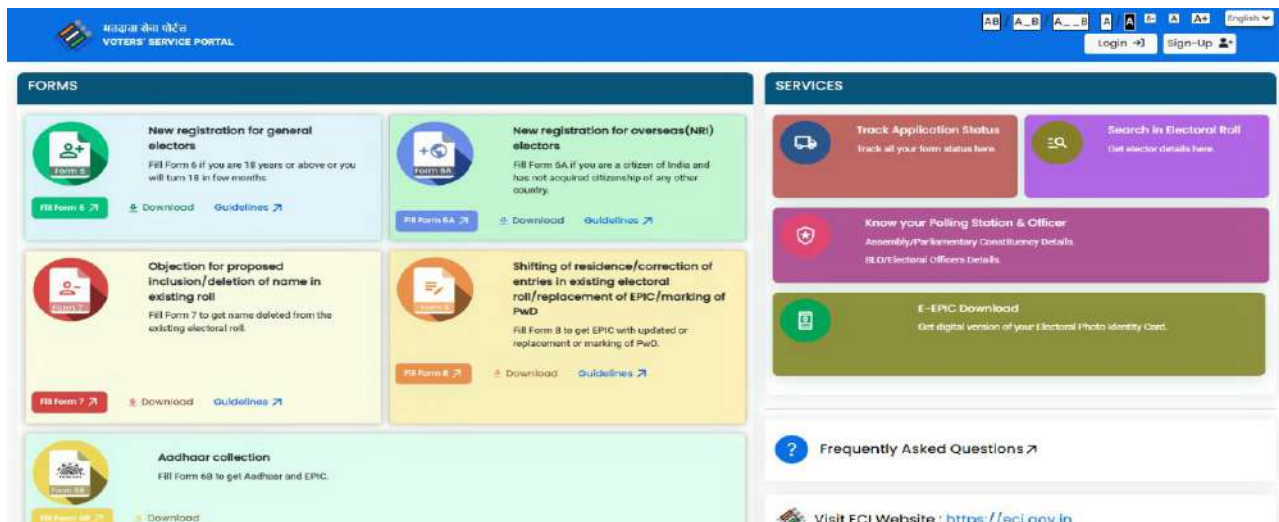 मतदाता सेवा पोर्टल
VOTERS' SERVICE PORTAL
AB A_B A__B A A A- A A+ English
Login Sign-Up
FORMS
New registration for general
electors
Fill Form 6 if you are 18 years or above or you
will turn 18 in few months
Form 6
Fill Form 6 Download Guidelines
New registration for overseas(NRI)
electors
Fill Form 6A if you are a citizen of India and
has not acquired citizenship of any other
country.
Form 6A
Fill Form 6A Download Guidelines
Objection for proposed
inclusion/deletion of name in
existing roll
Fill Form 7 to get name deleted from the
existing electoral roll.
Form 7
Fill Form 7 Download Guidelines
Shifting of residence/correction of
entries in existing electoral
roll/replacement of EPIC/marking of
PwD
Fill Form 8 to get EPIC with updated or
replacement or marking of PwD.
Form 8
Fill Form 8 Download Guidelines
Aadhaar collection
Fill Form 6B to get Aadhaar and EPIC.
Form 6B
Fill Form 6B Download
SERVICES
Track Application Status
Track all your form status here.
Search in Electoral Roll
Get elector details here.
Know your Polling Station & Officer
Assembly/Parliamentary Constituency Details.
BLO/Electoral Officers Details.
E-EPIC Download
Get digital version of your Electoral Photo Identity Card.
Frequently Asked Questions
Visit ECI Website : https://eci.gov.in